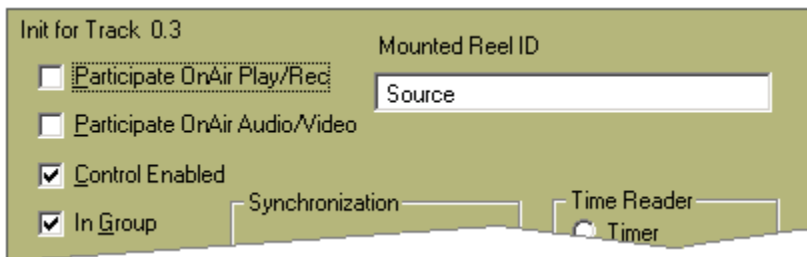 Init for Track 0.3
Mounted Reel ID
Participate OnAir Play/Rec
Source
Participate OnAir Audio/Video
Control Enabled
Synchronization
Time Reader
In Group
Timer